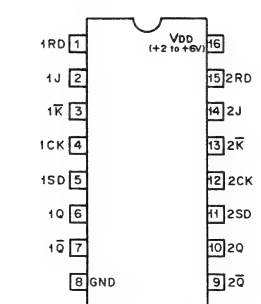 1RD 1 VDD 16
(+2 to +6V)
1J 2 15 2RD
1K̅ 3 14 2J
1CK 4 13 2K̅
1SD 5 12 2CK
1Q 6 11 2SD
1Q̅ 7 10 2Q
8 GND 9 2Q̅